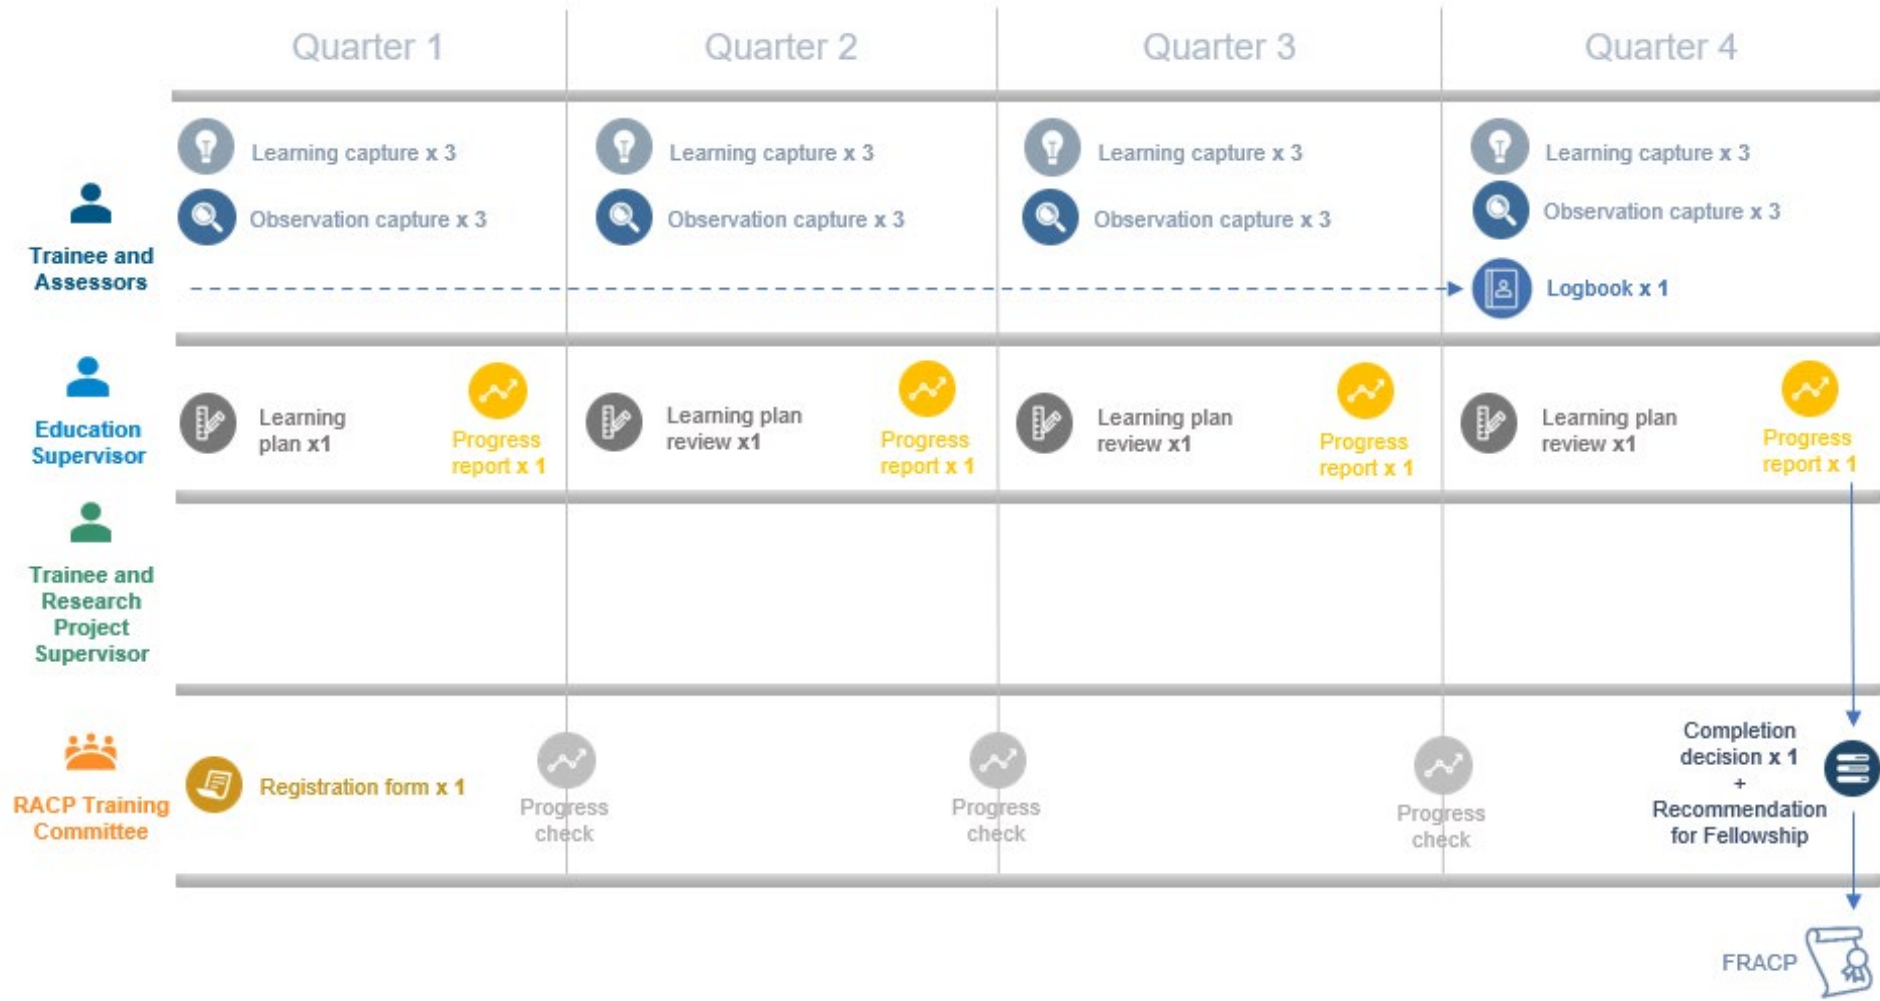 Quarter 1
Quarter 2
Quarter 3
Quarter 4
Trainee and
Assessors
Learning capture x 3
Observation capture x 3
Learning capture x 3
Observation capture x 3
Learning capture x 3
Observation capture x 3
Learning capture x 3
Observation capture x 3
Logbook x 1
Education
Supervisor
Learning
plan x1
Progress
report x 1
Learning plan
review x1
Progress
report x 1
Learning plan
review x1
Progress
report x 1
Learning plan
review x1
Progress
report x 1
Trainee and
Research
Project
Supervisor
RACP Training
Committee
Registration form x 1
Progress
check
Progress
check
Progress
check
Completion
decision x 1
+
Recommendation
for Fellowship
FRACP